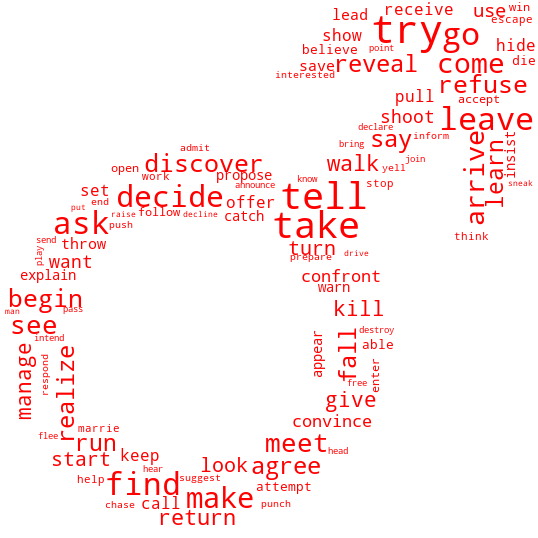 receive
use
win
escape
lead
try
go
show
point
believe
hide
save
reveal
come
die
interested
refuse
pull
accept
shoot
leave
declare
say
inform
insist
arrive
learn
admit
bring
discover
walk
join
yell
open
work
propose
know
stop
sneak
set
announce
end
decide
offer
tell
put
raise
follow
decline
catch
ask
push
take
think
send
throw
turn
play
want
prepare
drive
explain
confront
warn
begin
man
pass
kill
see
intend
appear
fall
destroy
able
manage
respond
realize
free
enter
give
marrie
convince
flee
run
meet
head
start
keep
hear
look
agree
help
find
suggest
attempt
chase
call
make
punch
return